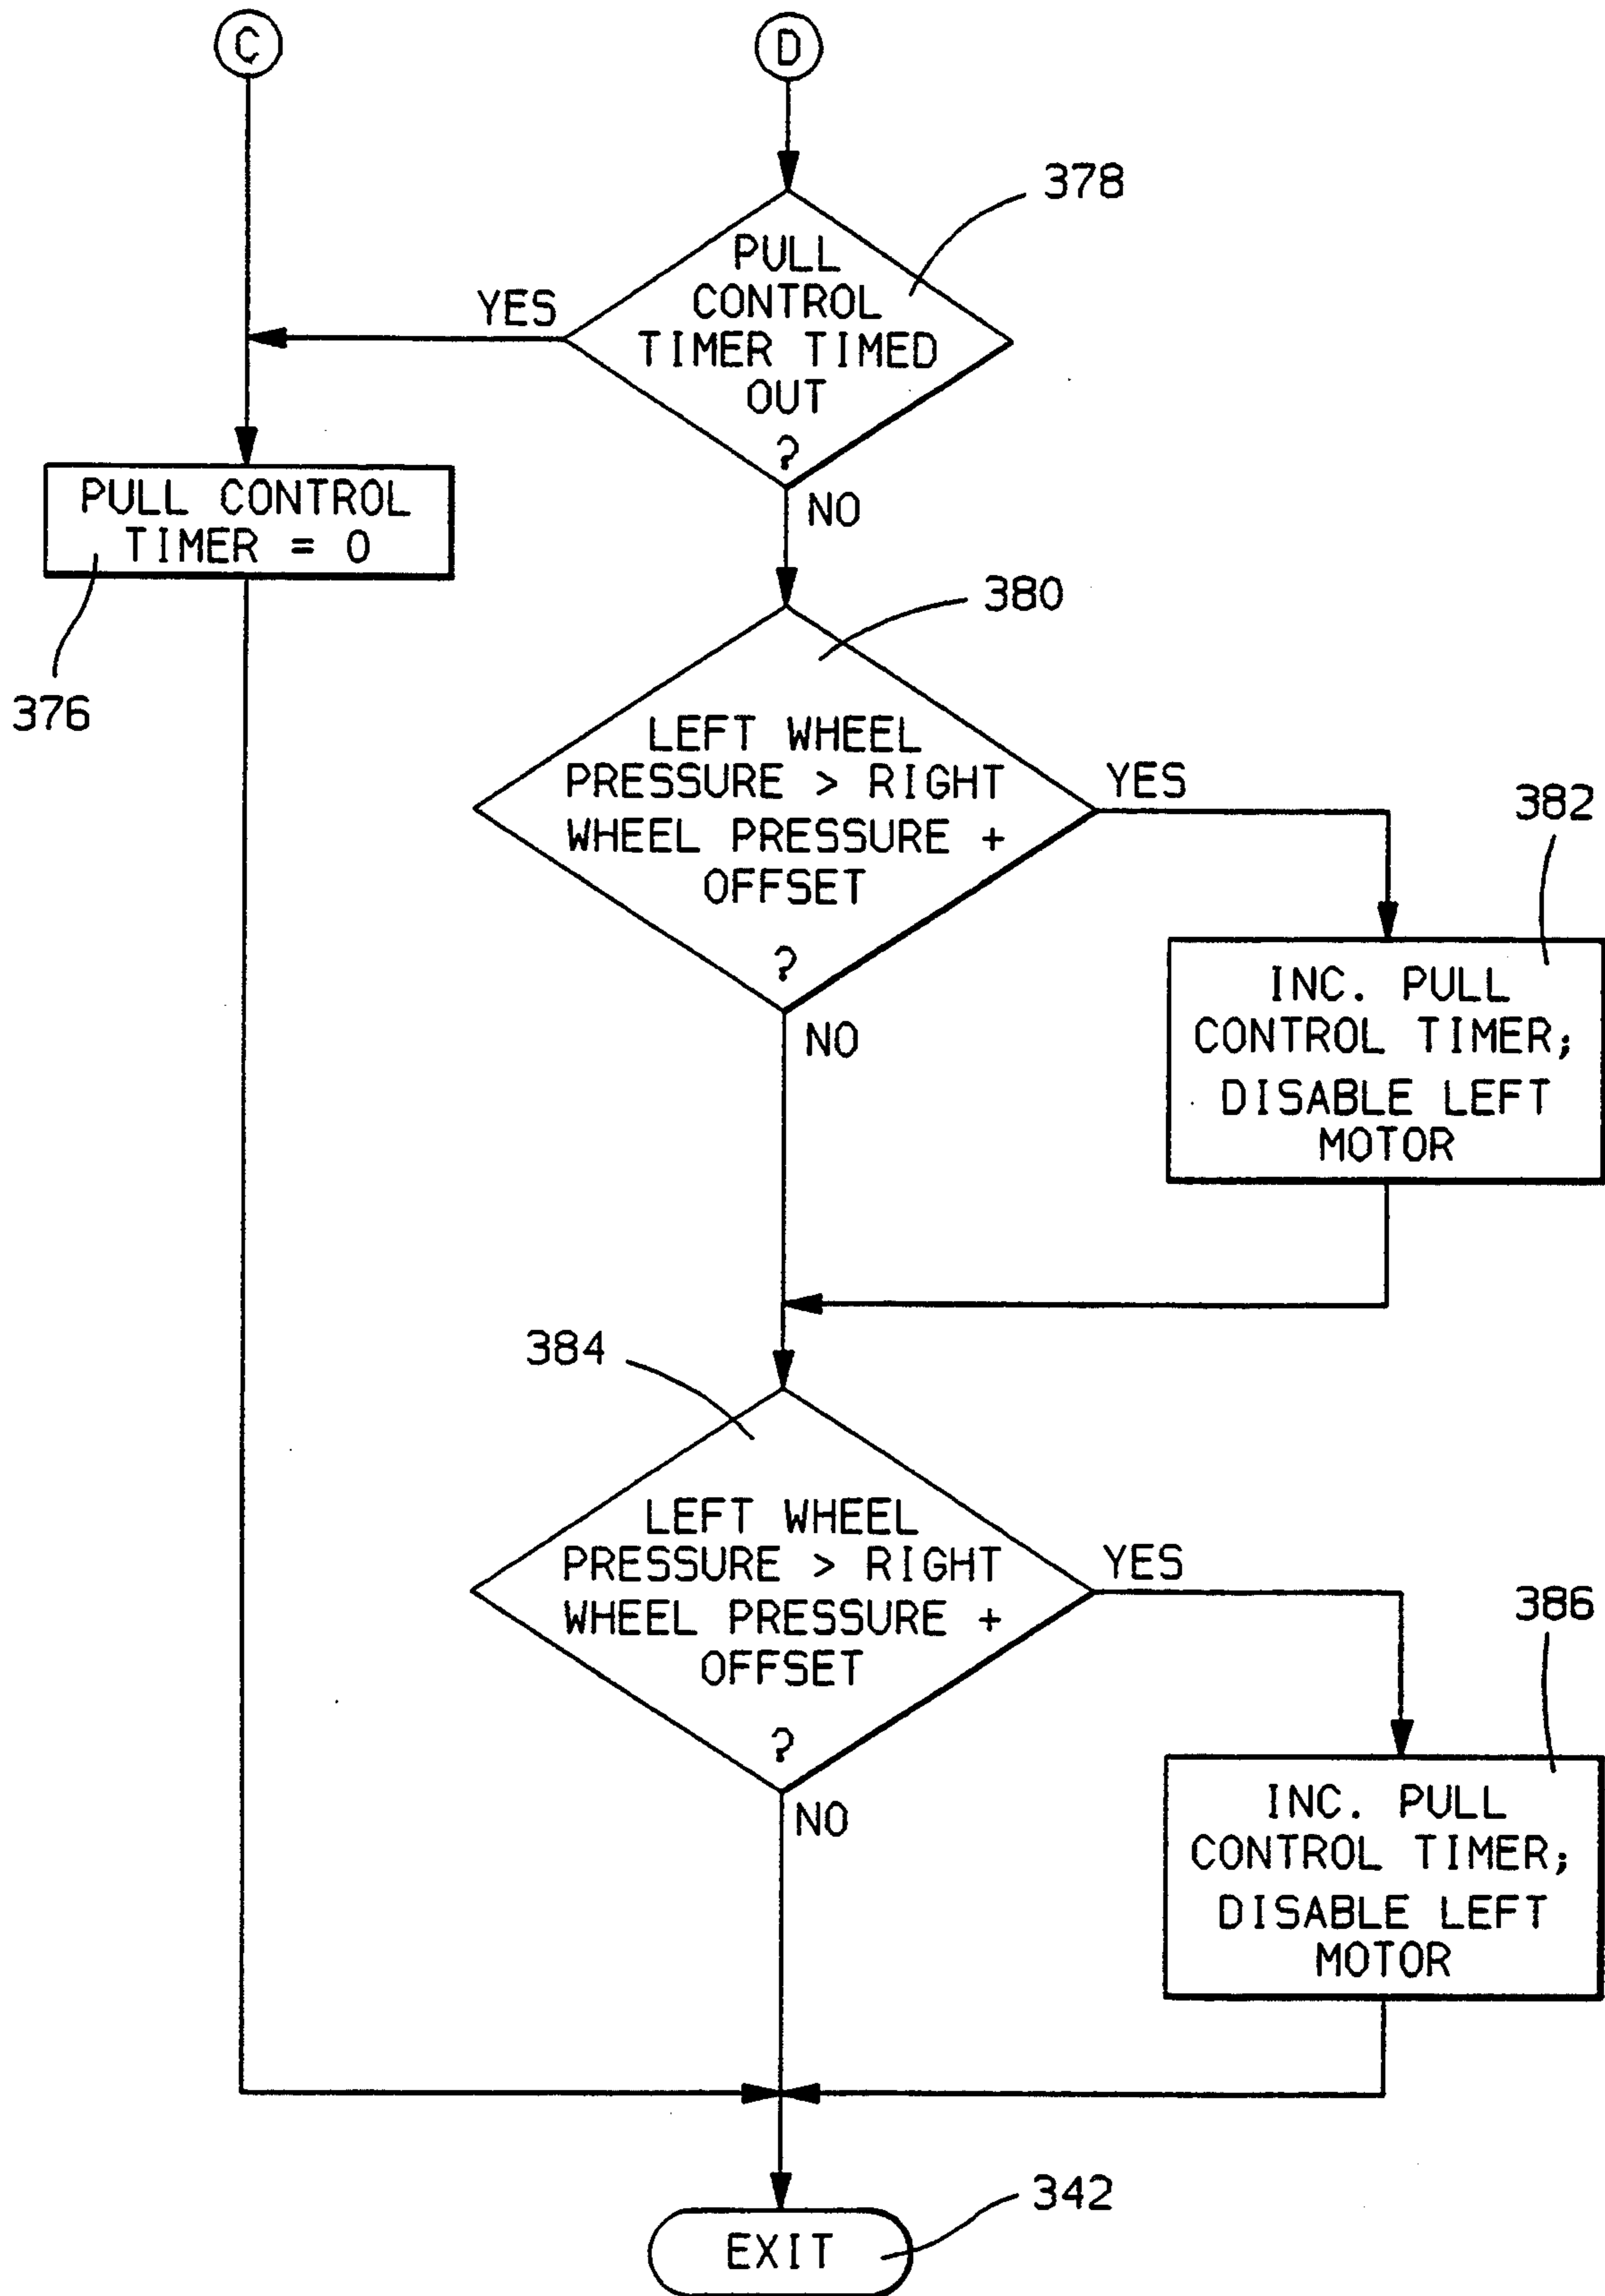 C
D
378
PULL
CONTROL
TIMER TIMED
OUT
?
YES
NO
PULL CONTROL
TIMER = 0
376
380
LEFT WHEEL
PRESSURE > RIGHT
WHEEL PRESSURE +
OFFSET
?
YES
NO
382
INC. PULL
CONTROL TIMER;
DISABLE LEFT
MOTOR
384
LEFT WHEEL
PRESSURE > RIGHT
WHEEL PRESSURE +
OFFSET
?
YES
NO
386
INC. PULL
CONTROL TIMER;
DISABLE LEFT
MOTOR
342
EXIT